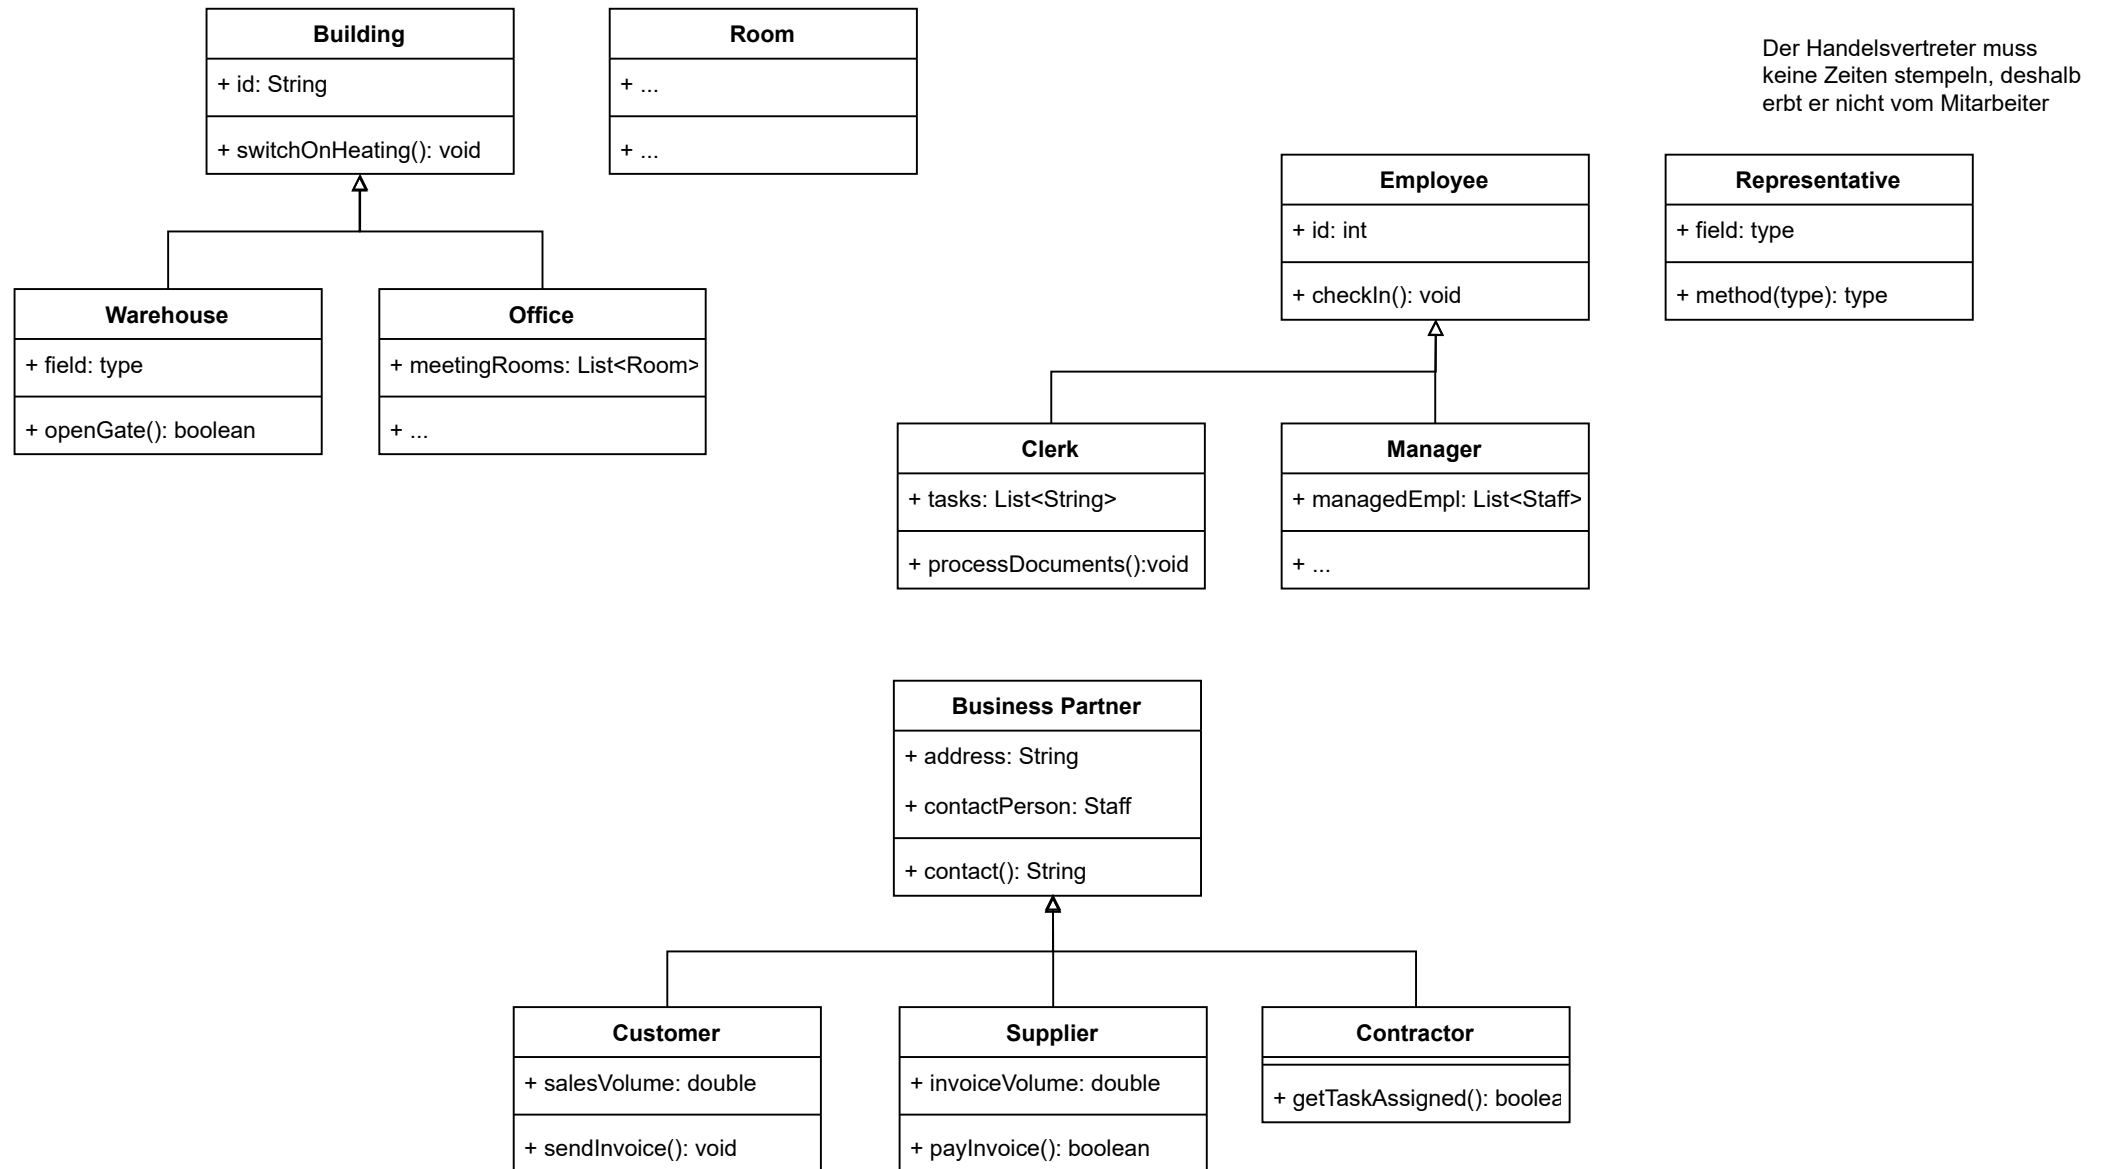 Building
+ id: String
+ switchOnHeating(): void
Room
+ ...
+ ...
Der Handelsvertreter muss
keine Zeiten stempeln, deshalb
erbt er nicht vom Mitarbeiter
Employee
+ id: int
+ checkIn(): void
Representative
+ field: type
+ method(type): type
Warehouse
+ field: type
+ openGate(): boolean
Office
+ meetingRooms: List<Room>
+ ...
Clerk
+ tasks: List<String>
+ processDocuments():void
Manager
+ managedEmpl: List<Staff>
+ ...
Business Partner
+ address: String
+ contactPerson: Staff
+ contact(): String
Customer
+ salesVolume: double
+ sendInvoice(): void
Supplier
+ invoiceVolume: double
+ payInvoice(): boolean
Contractor
+ getTaskAssigned(): boolea